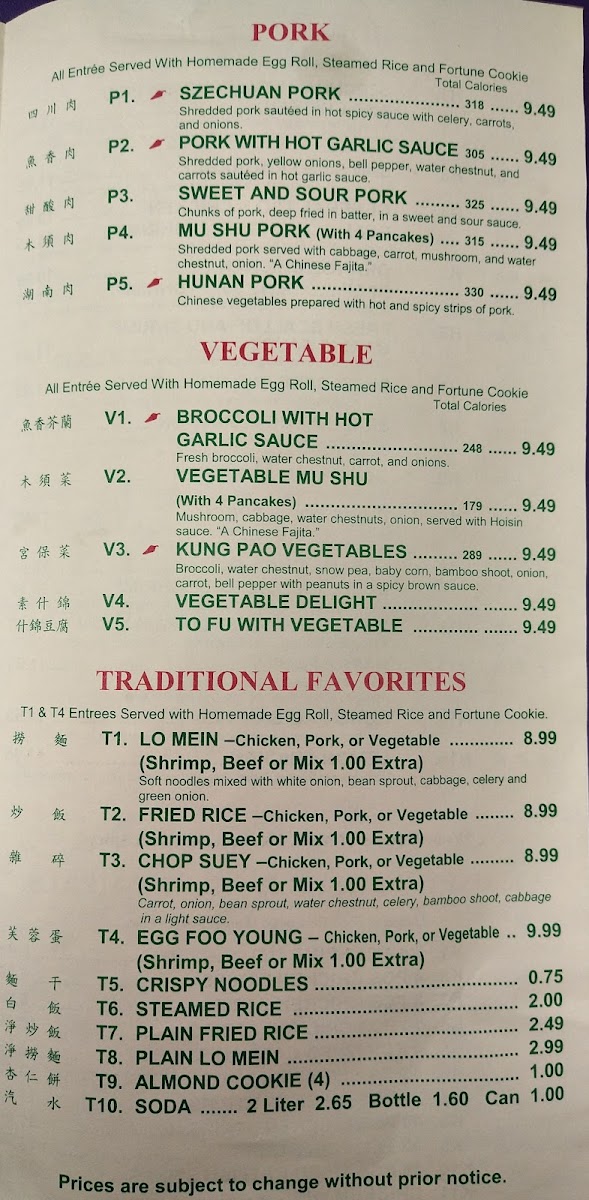 PORK
All Entrée Served With Homemade Egg Roll, Steamed Rice and Fortune Cookie
Total Calories
四川肉 P1. SZECHUAN PORK ...................... 318 ...... 9.49
Shredded pork sautéed in hot spicy sauce with celery, carrots,
and onions.
魚香肉 P2. PORK WITH HOT GARLIC SAUCE 305 ...... 9.49
Shredded pork, yellow onions, bell pepper, water chestnut, and
carrots sautéed in hot garlic sauce.
甜酸肉 P3. SWEET AND SOUR PORK ......... 325 ...... 9.49
Chunks of pork, deep fried in batter, in a sweet and sour sauce.
木須肉 P4. MU SHU PORK (With 4 Pancakes) .... 315 ...... 9.49
Shredded pork served with cabbage, carrot, mushroom, and water
chestnut, onion. “A Chinese Fajita.”
湖南肉 P5. HUNAN PORK .............................. 330 ...... 9.49
Chinese vegetables prepared with hot and spicy strips of pork.
VEGETABLE
All Entrée Served With Homemade Egg Roll, Steamed Rice and Fortune Cookie
Total Calories
魚香芥蘭 V1. BROCCOLI WITH HOT
GARLIC SAUCE ........................... 248 ...... 9.49
Fresh broccoli, water chestnut, carrot, and onions.
木須菜 V2. VEGETABLE MU SHU
(With 4 Pancakes) ............................... 179 ...... 9.49
Mushroom, cabbage, water chestnuts, onion, served with Hoisin
sauce. “A Chinese Fajita.”
宮保菜 V3. KUNG PAO VEGETABLES ......... 289 ...... 9.49
Broccoli, water chestnut, snow pea, baby corn, bamboo shoot, onion,
carrot, bell pepper with peanuts in a spicy brown sauce.
素什錦 V4. VEGETABLE DELIGHT ................... ....... 9.49
什錦豆腐 V5. TO FU WITH VEGETABLE ............. ....... 9.49
TRADITIONAL FAVORITES
T1 & T4 Entrees Served with Homemade Egg Roll, Steamed Rice and Fortune Cookie.
撈麵 T1. LO MEIN –Chicken, Pork, or Vegetable ............. 8.99
(Shrimp, Beef or Mix 1.00 Extra)
Soft noodles mixed with white onion, bean sprout, cabbage, celery and
green onion.
炒飯 T2. FRIED RICE –Chicken, Pork, or Vegetable ........ 8.99
(Shrimp, Beef or Mix 1.00 Extra)
雜碎 T3. CHOP SUEY –Chicken, Pork, or Vegetable ......... 8.99
(Shrimp, Beef or Mix 1.00 Extra)
Carrot, onion, bean sprout, water chestnut, celery, bamboo shoot, cabbage
in a light sauce.
芙蓉蛋 T4. EGG FOO YOUNG – Chicken, Pork, or Vegetable .. 9.99
(Shrimp, Beef or Mix 1.00 Extra)
麵干 T5. CRISPY NOODLES .................................... 0.75
白飯 T6. STEAMED RICE ........................................ 2.00
淨炒飯 T7. PLAIN FRIED RICE .................................... 2.49
淨撈麵 T8. PLAIN LO MEIN ........................................ 2.99
杏仁餅 T9. ALMOND COOKIE (4) ............................... 1.00
汽水 T10. SODA ....... 2 Liter 2.65 Bottle 1.60 Can 1.00
Prices are subject to change without prior notice.